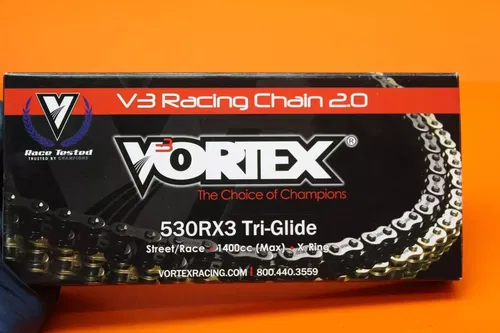 V3 Racing Chain 2.0
V
Race Tested
TRUSTED BY CHAMPIONS
V3ORTEX®
The Choice of Champions
530RX3 Tri-Glide
Street/Race 1400cc (Max) X-Ring
VORTEXRACING.COM | 800.440.3559